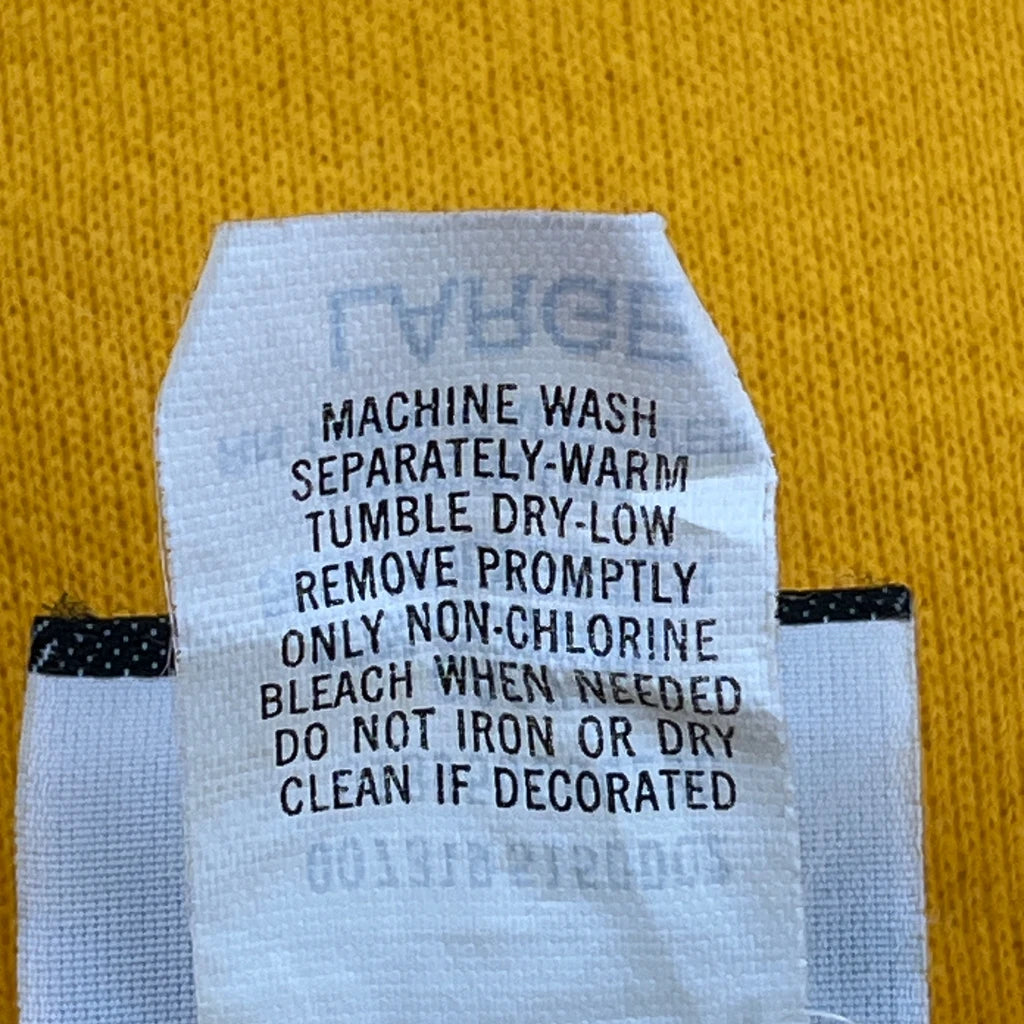 LARGE
MACHINE WASH
SEPARATELY-WARM
TUMBLE DRY-LOW
REMOVE PROMPTLY
ONLY NON-CHLORINE
BLEACH WHEN NEEDED
DO NOT IRON OR DRY
CLEAN IF DECORATED